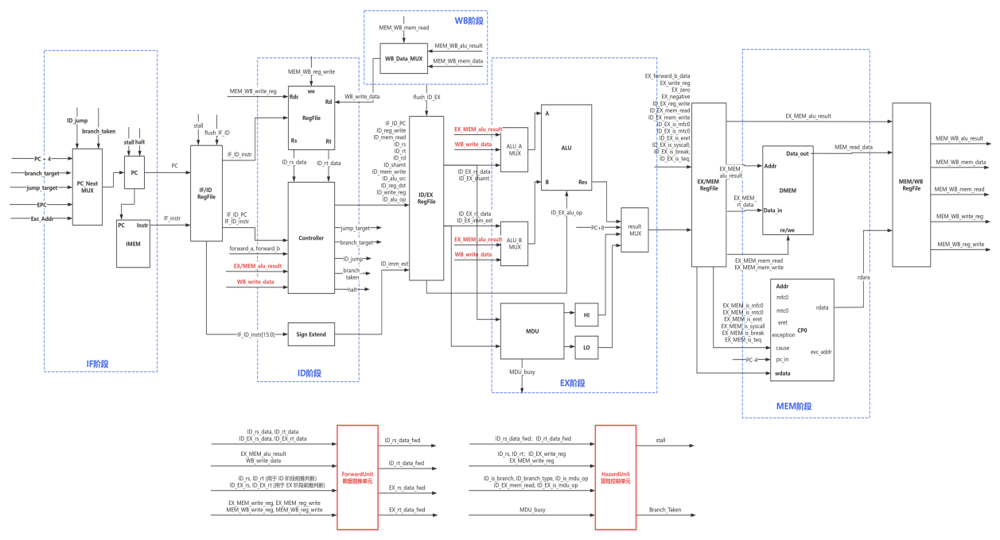 WB阶段
MEM_WB_mem_read
WB_Data_MUX
MEM_WB_alu_result
MEM_WB_mem_data
WB_write_data
ID_jump
branch_taken
PC + 4
branch_target
jump_target
EPC
Exc_Addr
PC_Next
MUX
stall
halt
PC
PC
Instr
IMEM
IF阶段
PC
IF_instr
stall
flush_IF_ID
IF/ID
RegFile
IF_ID_instr
IF_ID_PC
IF_ID_instr
MEM_WB_reg_write
MEM_WB_write_reg
we
Rdc
Rd
RegFile
Rs
Rt
ID_rs_data
ID_rt_data
Controller
forward_a, forward_b
EX/MEM_alu_result
WB_write_data
jump_target
branch_target
ID_jump
branch_
taken
halt
IF_ID_instr[15:0]
Sign Extend
ID_imm_ext
ID阶段
flush_ID_EX
IF_ID_PC
ID_reg_write
ID_mem_read
ID_rs
ID_rt
ID_rd
ID_shamt
ID_mem_write
ID_alu_src
ID_reg_dst
ID_write_reg
ID_alu_op
ID/EX
RegFile
EX_MEM_alu_result
WB_write_data
ID_EX_rs_data
ID_EX_shamt
ALU_A
MUX
ID_EX_rt_data
ID_EX_imm_ext
EX_MEM_alu_result
WB_write_data
ALU_B
MUX
A
ALU
B
Res
ID_EX_alu_op
PC+8
result
MUX
MDU
HI
LO
MDU_busy
EX阶段
EX_forward_b_data
EX_write_reg
EX_zero
EX_negative
ID_EX_reg_write
ID_EX_mem_read
ID_EX_mem_write
ID_EX_is_mfc0
ID_EX_is_mtc0
ID_EX_is_eret
ID_EX_is_syscall;
ID_EX_is_break;
ID_EX_is_teq;
EX/MEM
RegFile
EX_MEM_alu_result
EX_MEM_
alu_result
EX_MEM_
rt_data
EX_MEM_mem_read
EX_MEM_mem_write
Data_out
Addr
DMEM
Data_in
re/we
MEM_read_data
EX_MEM_is_mfc0
EX_MEM_is_mtc0
EX_MEM_is_eret
EX_MEM_is_syscall
EX_MEM_is_break
EX_MEM_is_teq
PC-4
Addr
mfc0
mtc0
eret
exception
cause
pc_in
wdata
rdata
CP0
exc_addr
rdara
MEM阶段
MEM/WB
RegFile
MEM_WB_alu_result
MEM_WB_mem_data
MEM_WB_mem_read
MEM_WB_write_reg
MEM_WB_reg_write
ID_rs_data, ID_rt_data
ID_EX_rs_data, ID_EX_rt_data
EX_MEM_alu_result
WB_write_data
ID_rs, ID_rt (用于 ID 阶段前推判断)
ID_EX_rs, ID_EX_rt (用于 EX 阶段前推判断)
EX_MEM_write_reg, EX_MEM_reg_write
MEM_WB_write_reg, MEM_WB_reg_write
ForwardUnit
数据前推单元
ID_rs_data_fwd
ID_rt_data_fwd
EX_rs_data_fwd
EX_rt_data_fwd
ID_rs_data_fwd; ID_rt_data_fwd
ID_rs, ID_rt; ID_EX_write_reg
EX_MEM_write_reg
ID_is_branch, ID_branch_type, ID_is_mdu_op
ID_EX_mem_read, ID_EX_is_mdu_op
MDU_busy
HazardUnit
冒险控制单元
stall
Branch_Taken